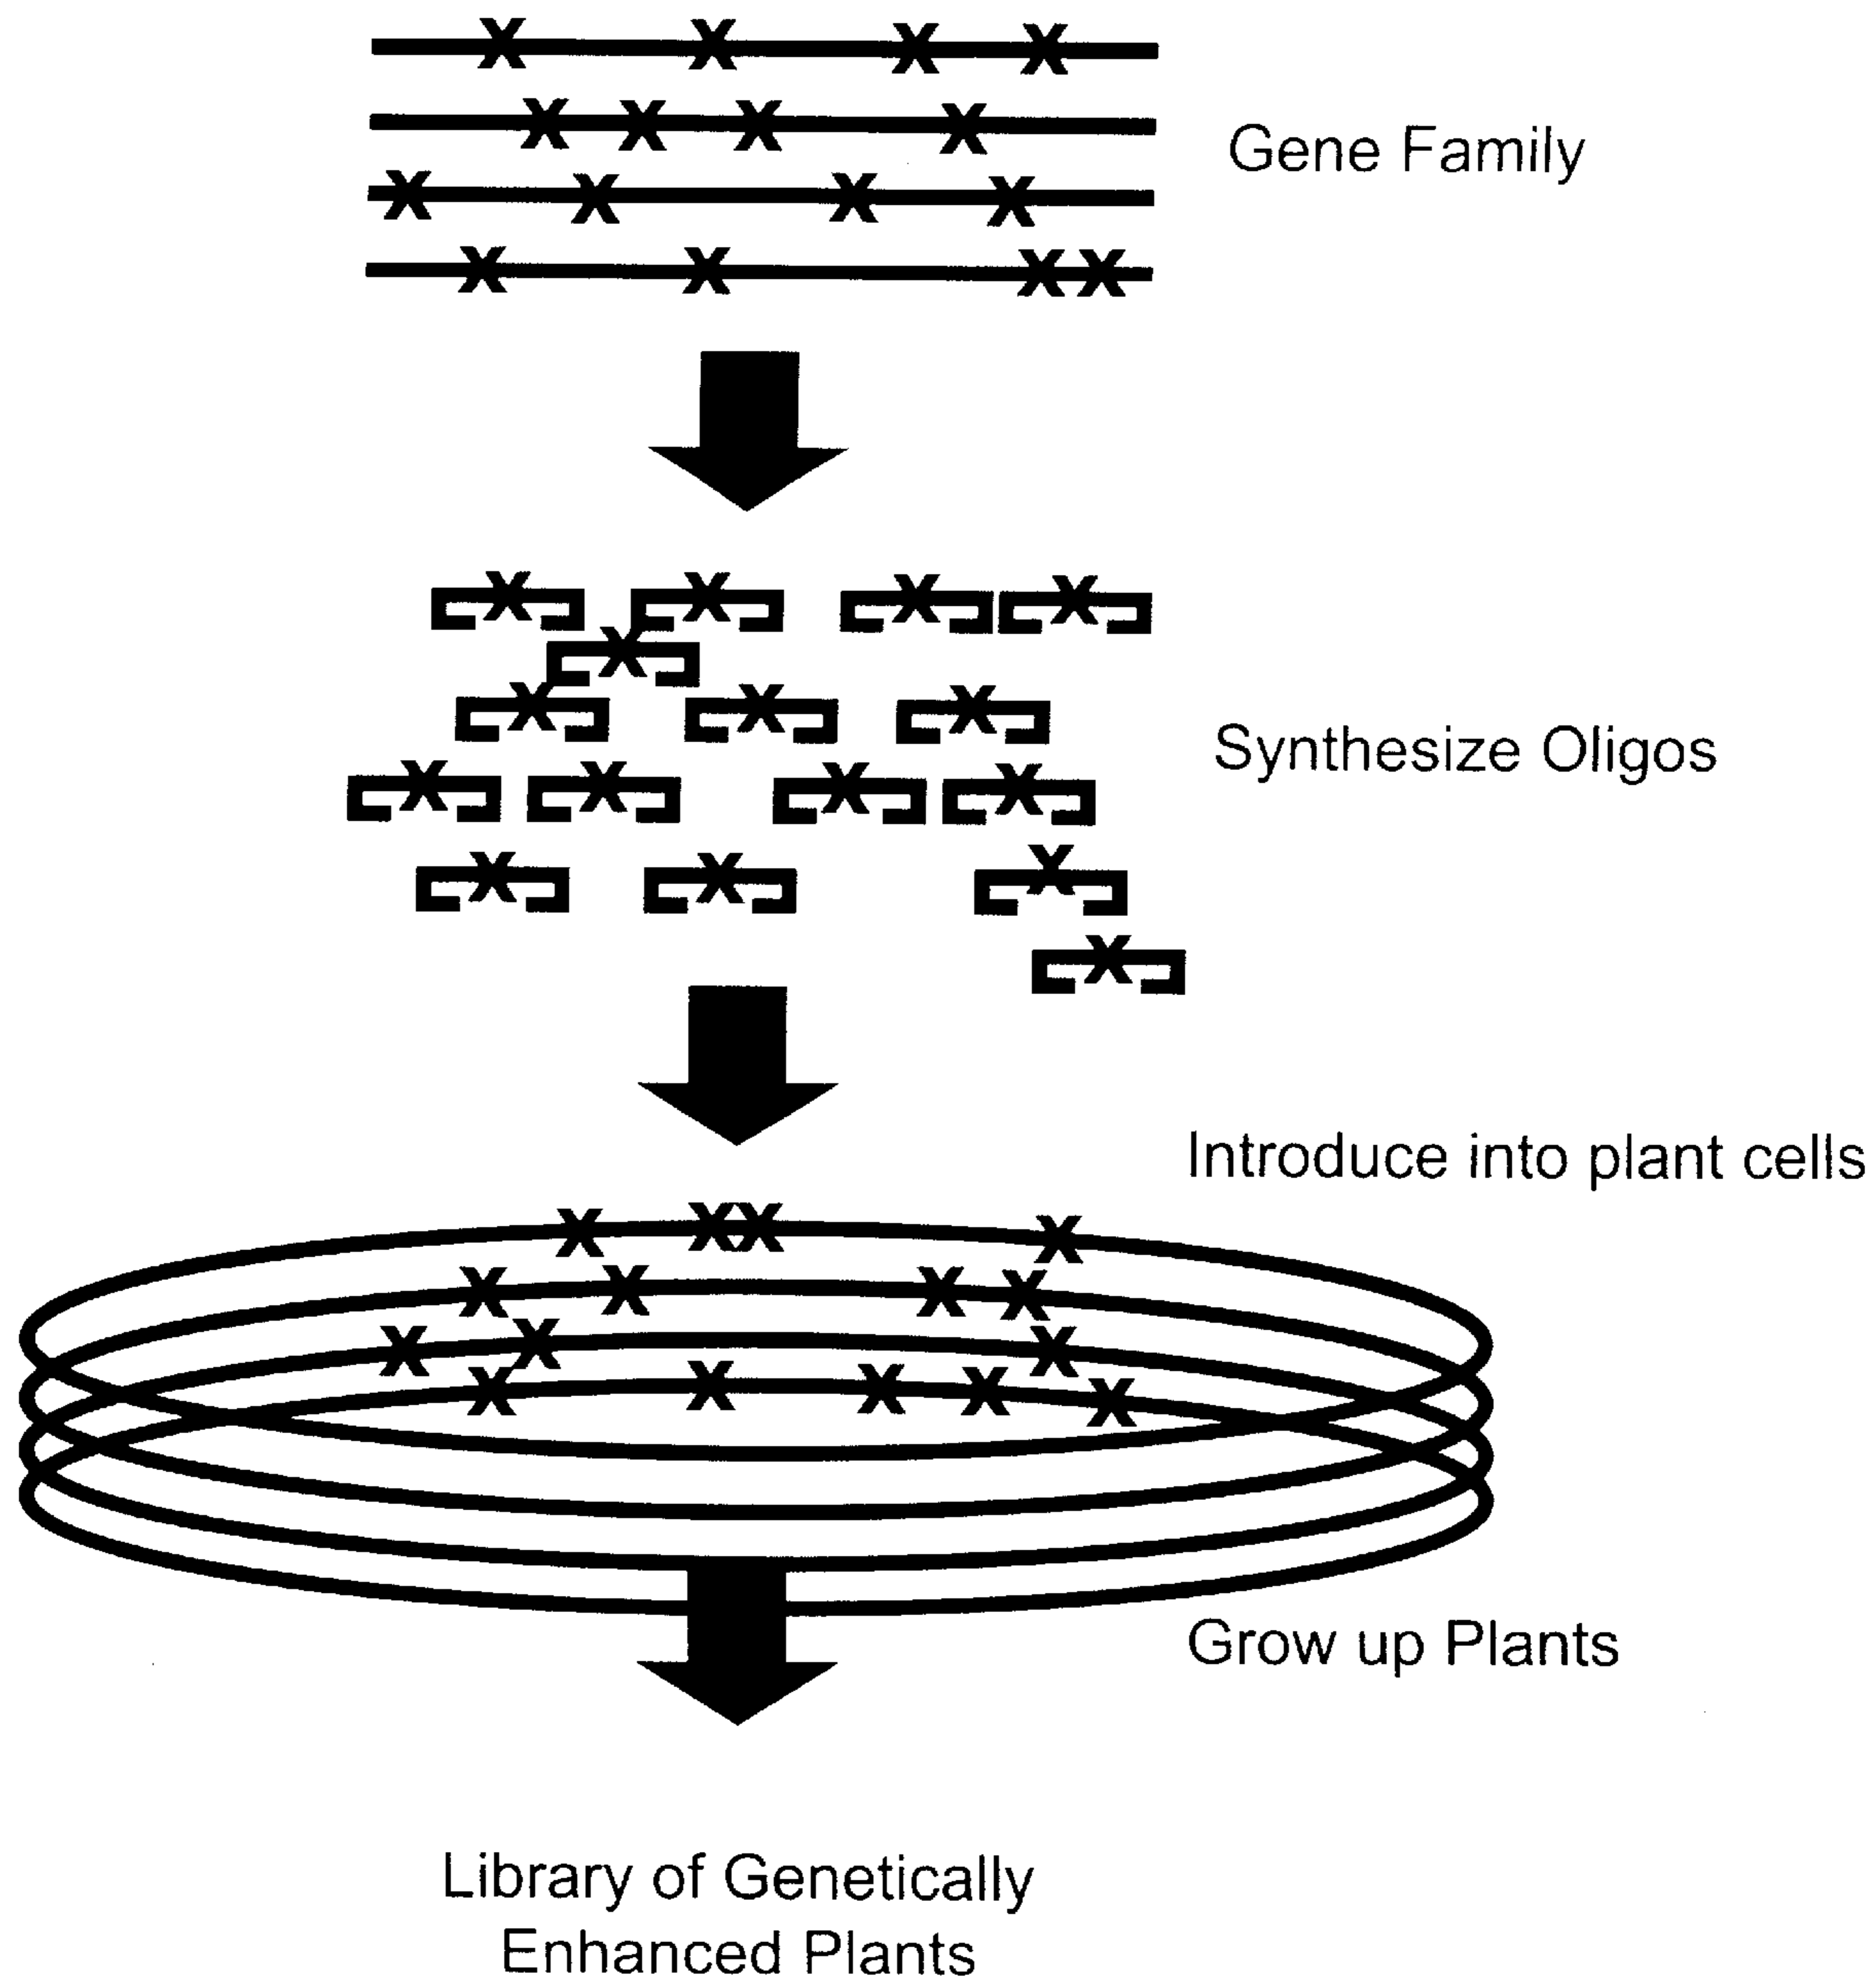 Gene Family
Synthesize Oligos
Introduce into plant cells
Grow up Plants
Library of Genetically
Enhanced Plants